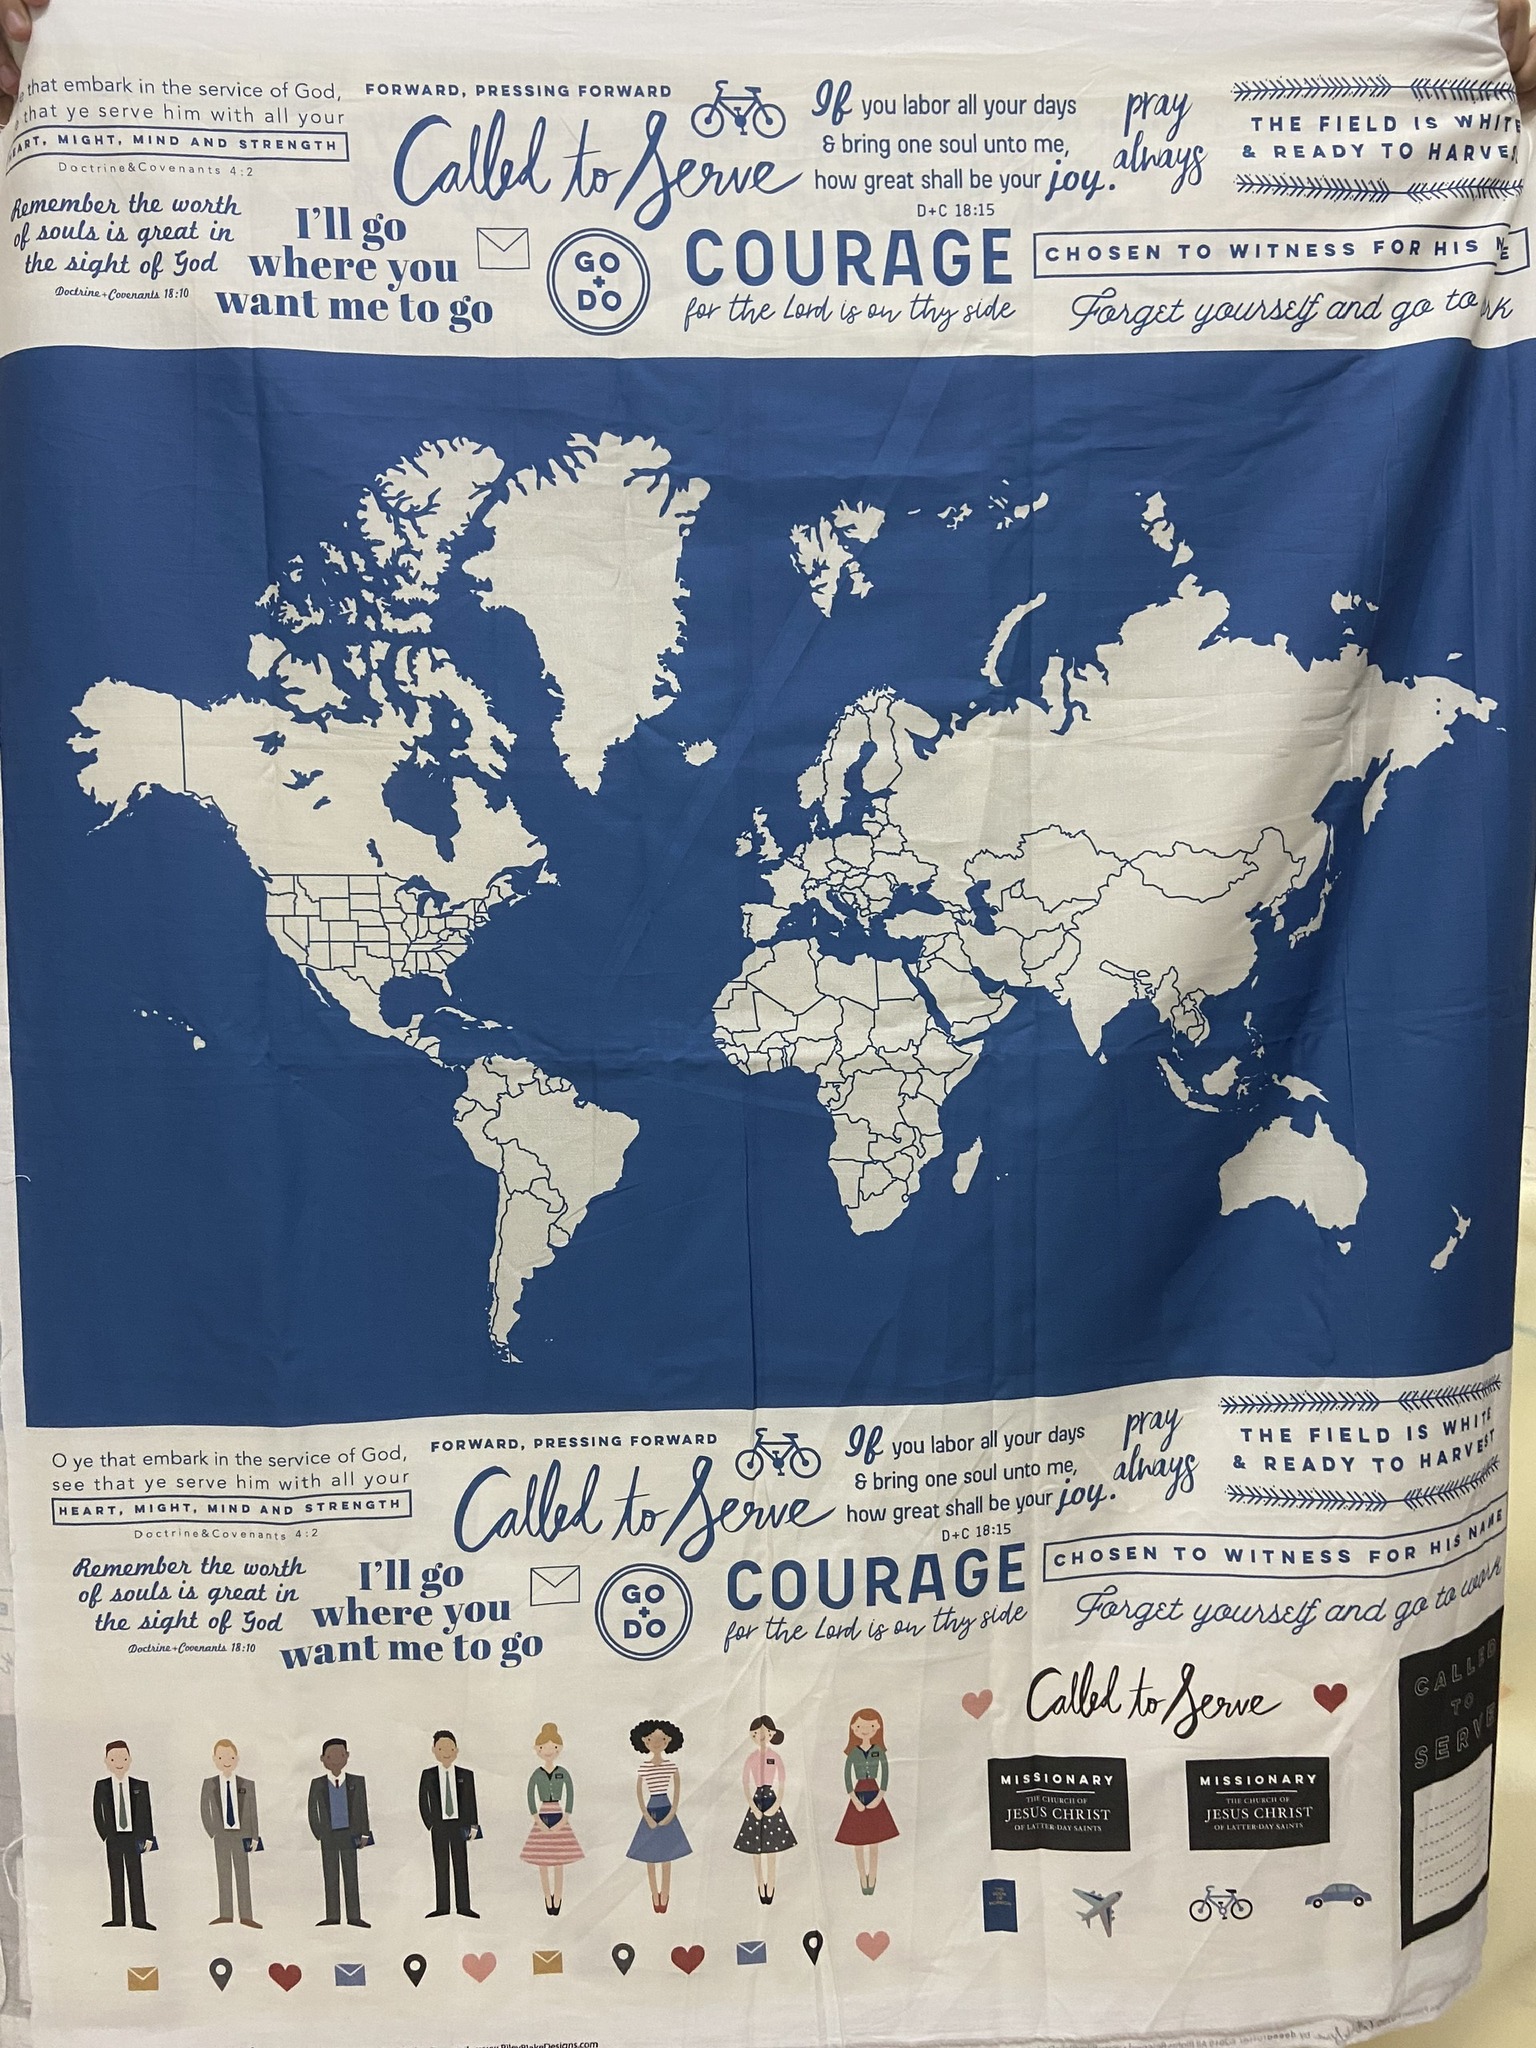 that embark in the service of God,
that ye serve him with all your
HEART, MIGHT, MIND AND STRENGTH
Doctrine&Covenants 4:2
FORWARD, PRESSING FORWARD
Called to Serve
If you labor all your days
& bring one soul unto me,
how great shall be your joy.
D+C 18:15
pray
always
THE FIELD IS WHITE
& READY TO HARVES
Remember the worth
of souls is great in
the sight of God
Doctrine+Covenants 18:10
I'll go
where you
want me to go
GO
+
DO
COURAGE
for the Lord is on thy side
CHOSEN TO WITNESS FOR HIS
Forget yourself and go to
O ye that embark in the service of God,
see that ye serve him with all your
HEART, MIGHT, MIND AND STRENGTH
Doctrine&Covenants 4:2
FORWARD, PRESSING FORWARD
Called to Serve
If you labor all your days
& bring one soul unto me,
how great shall be your joy.
D+C 18:15
pray
always
THE FIELD IS WHITE
& READY TO HARVEST
Remember the worth
of souls is great in
the sight of God
Doctrine+Covenants 18:10
I'll go
where you
want me to go
GO
+
DO
COURAGE
for the Lord is on thy side
CHOSEN TO WITNESS FOR HIS NAME
Forget yourself and go to work
Called to Serve
MISSIONARY
THE CHURCH OF
JESUS CHRIST
OF LATTER-DAY SAINTS
MISSIONARY
THE CHURCH OF
JESUS CHRIST
OF LATTER-DAY SAINTS
CALLED
TO
SERVE
THE
BOOK OF
MORMON
www.RileyBlakeDesigns.com